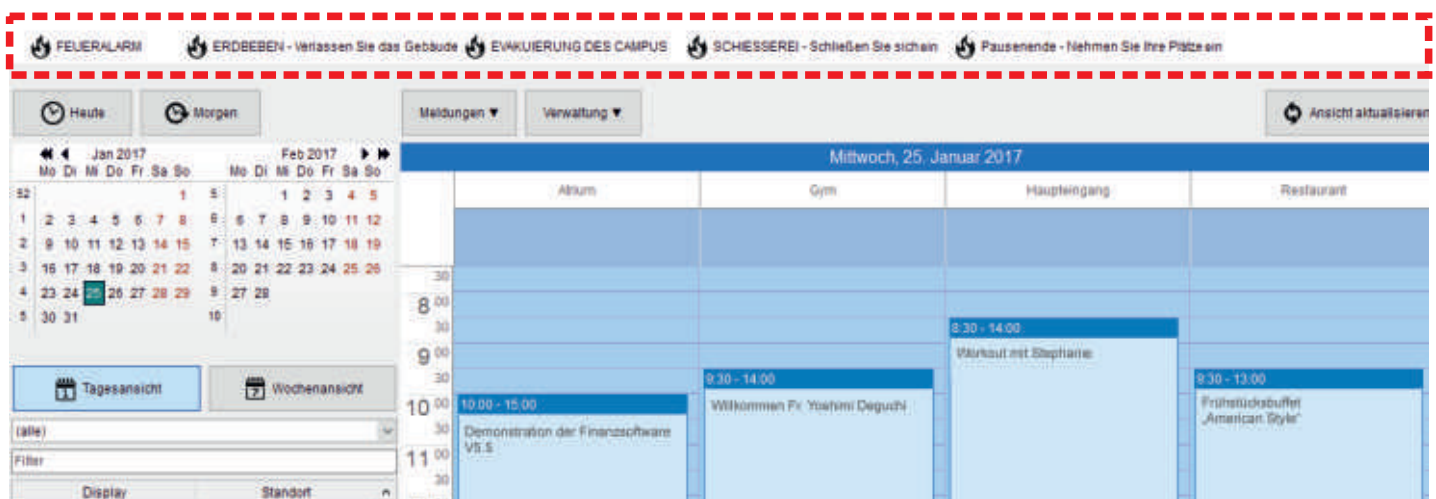 FEUERALARM ERDBEBEN - Verlassen Sie das Gebäude EVAKUIERUNG DES CAMPUS SCHIESSEREI - Schließen Sie sich ein Pausenende - Nehmen Sie Ihre Plätze ein
Heute Morgen Meldungen ▼ Verwaltung ▼ Ansicht aktualisieren
Jan 2017 Feb 2017
Mo Di Mi Do Fr Sa So Mo Di Mi Do Fr Sa So
52 1 5 1 2 3 4 5
1 2 3 4 5 6 7 8 6 6 7 8 9 10 11 12
2 9 10 11 12 13 14 15 7 13 14 15 16 17 18 19
3 16 17 18 19 20 21 22 8 20 21 22 23 24 25 26
4 23 24 25 26 27 28 29 9 27 28
5 30 31 10
Tagesansicht Wochenansicht
(alle)
Filter
Display Standort
Mittwoch, 25. Januar 2017
Atrium Gym Haupteingang Restaurant
30
8 00
30
9 00
30
10 00
30
11 00
30
10:00 - 15:00
Demonstration der Finanzsoftware
V5.5
9:30 - 14:00
Willkommen Fr. Yoshimi Deguchi
8:30 - 14:00
Workout mit Stephanie
9:30 - 13:00
Frühstücksbuffet
„American Style“